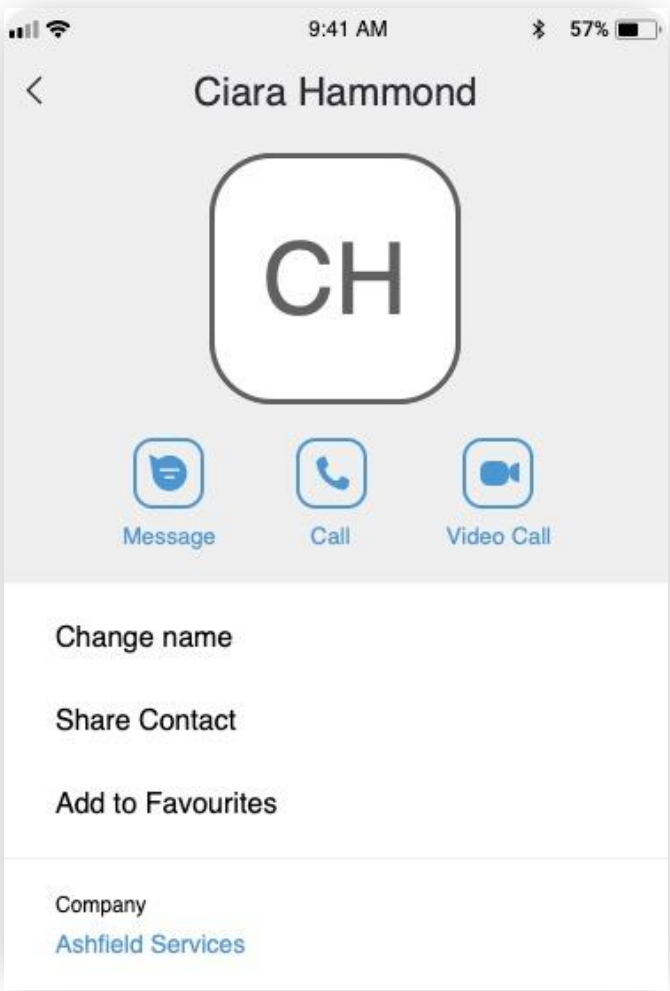 9:41 AM 57%
Ciara Hammond
CH
Message Call Video Call
Change name
Share Contact
Add to Favourites
Company
Ashfield Services